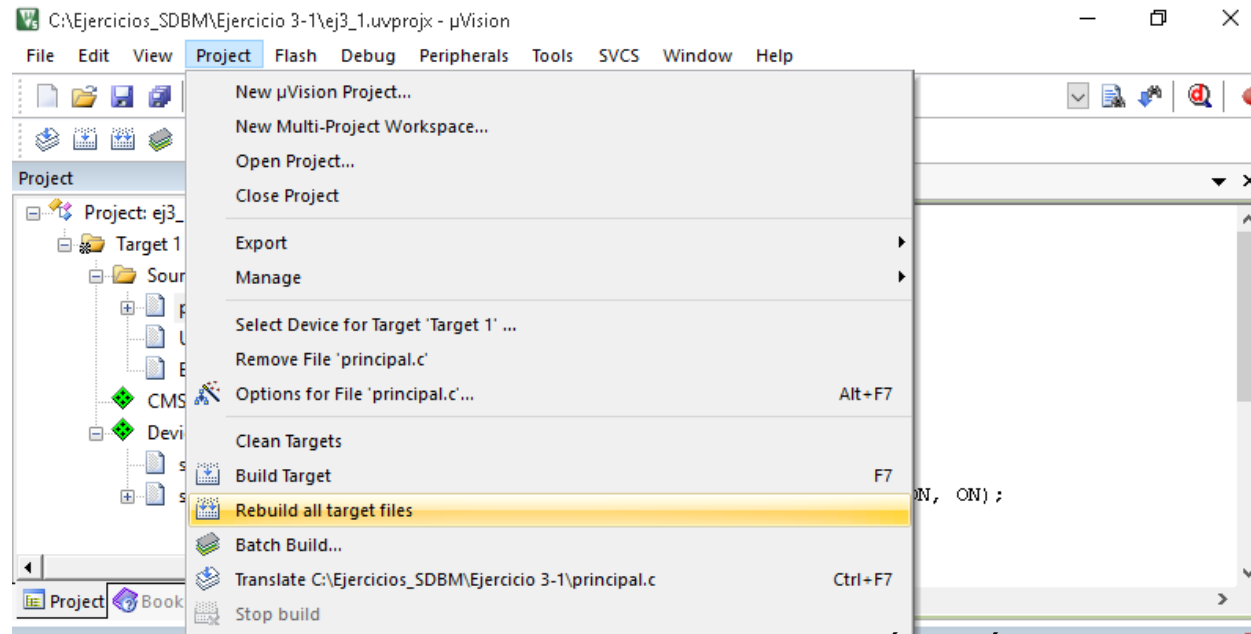 C:\Ejercicios_SDBM\Ejercicio 3-1\ej3_1.uvprojx - µVision
File Edit View Project Flash Debug Peripherals Tools SVCS Window Help
New µVision Project...
New Multi-Project Workspace...
Open Project...
Project
Close Project
Project: ej3_
Target 1
Export
Sour
Manage
Select Device for Target 'Target 1' ...
Remove File 'principal.c'
CMS
Options for File 'principal.c'... Alt+F7
Devi
Clean Targets
Build Target F7
Rebuild all target files
ON, ON);
Batch Build...
Translate C:\Ejercicios_SDBM\Ejercicio 3-1\principal.c Ctrl+F7
Project Book
Stop build